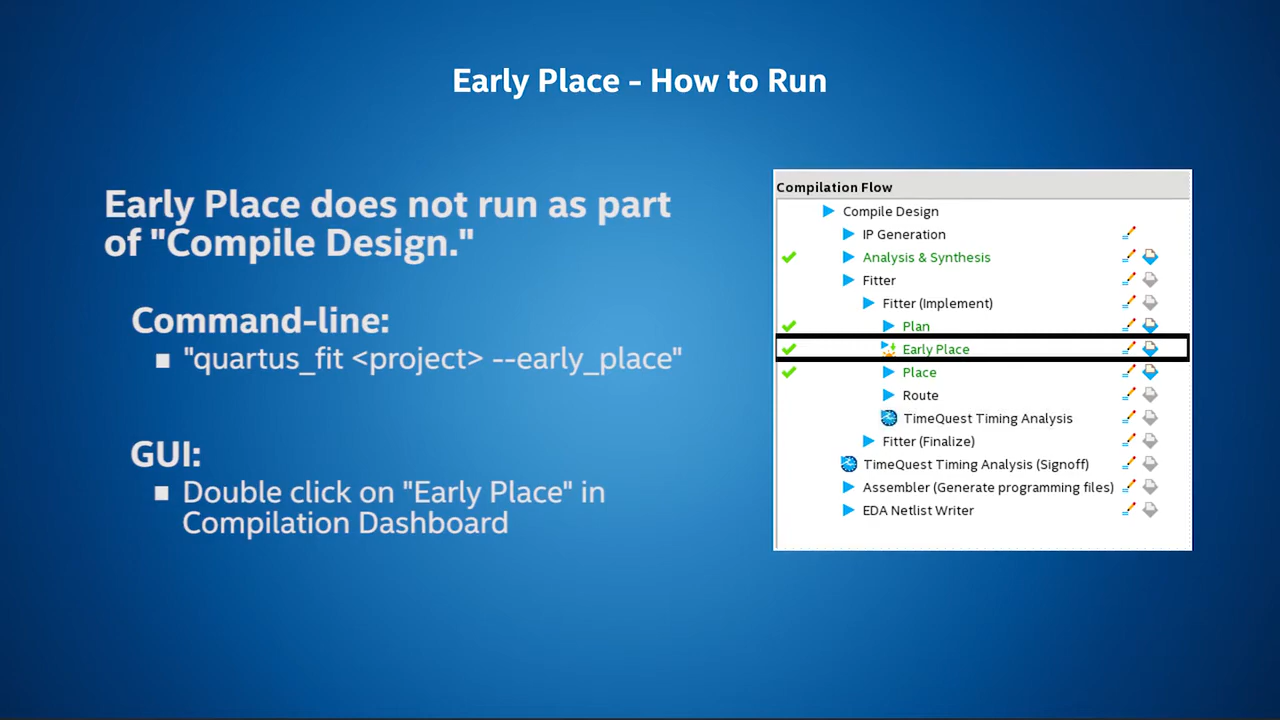 Early Place - How to Run
Early Place does not run as part
of "Compile Design."
Command-line:
"quartus_fit <project> --early_place"
GUI:
Double click on "Early Place" in
Compilation Dashboard
Compilation Flow
Compile Design
IP Generation
Analysis & Synthesis
Fitter
Fitter (Implement)
Plan
Early Place
Place
Route
TimeQuest Timing Analysis
Fitter (Finalize)
TimeQuest Timing Analysis (Signoff)
Assembler (Generate programming files)
EDA Netlist Writer